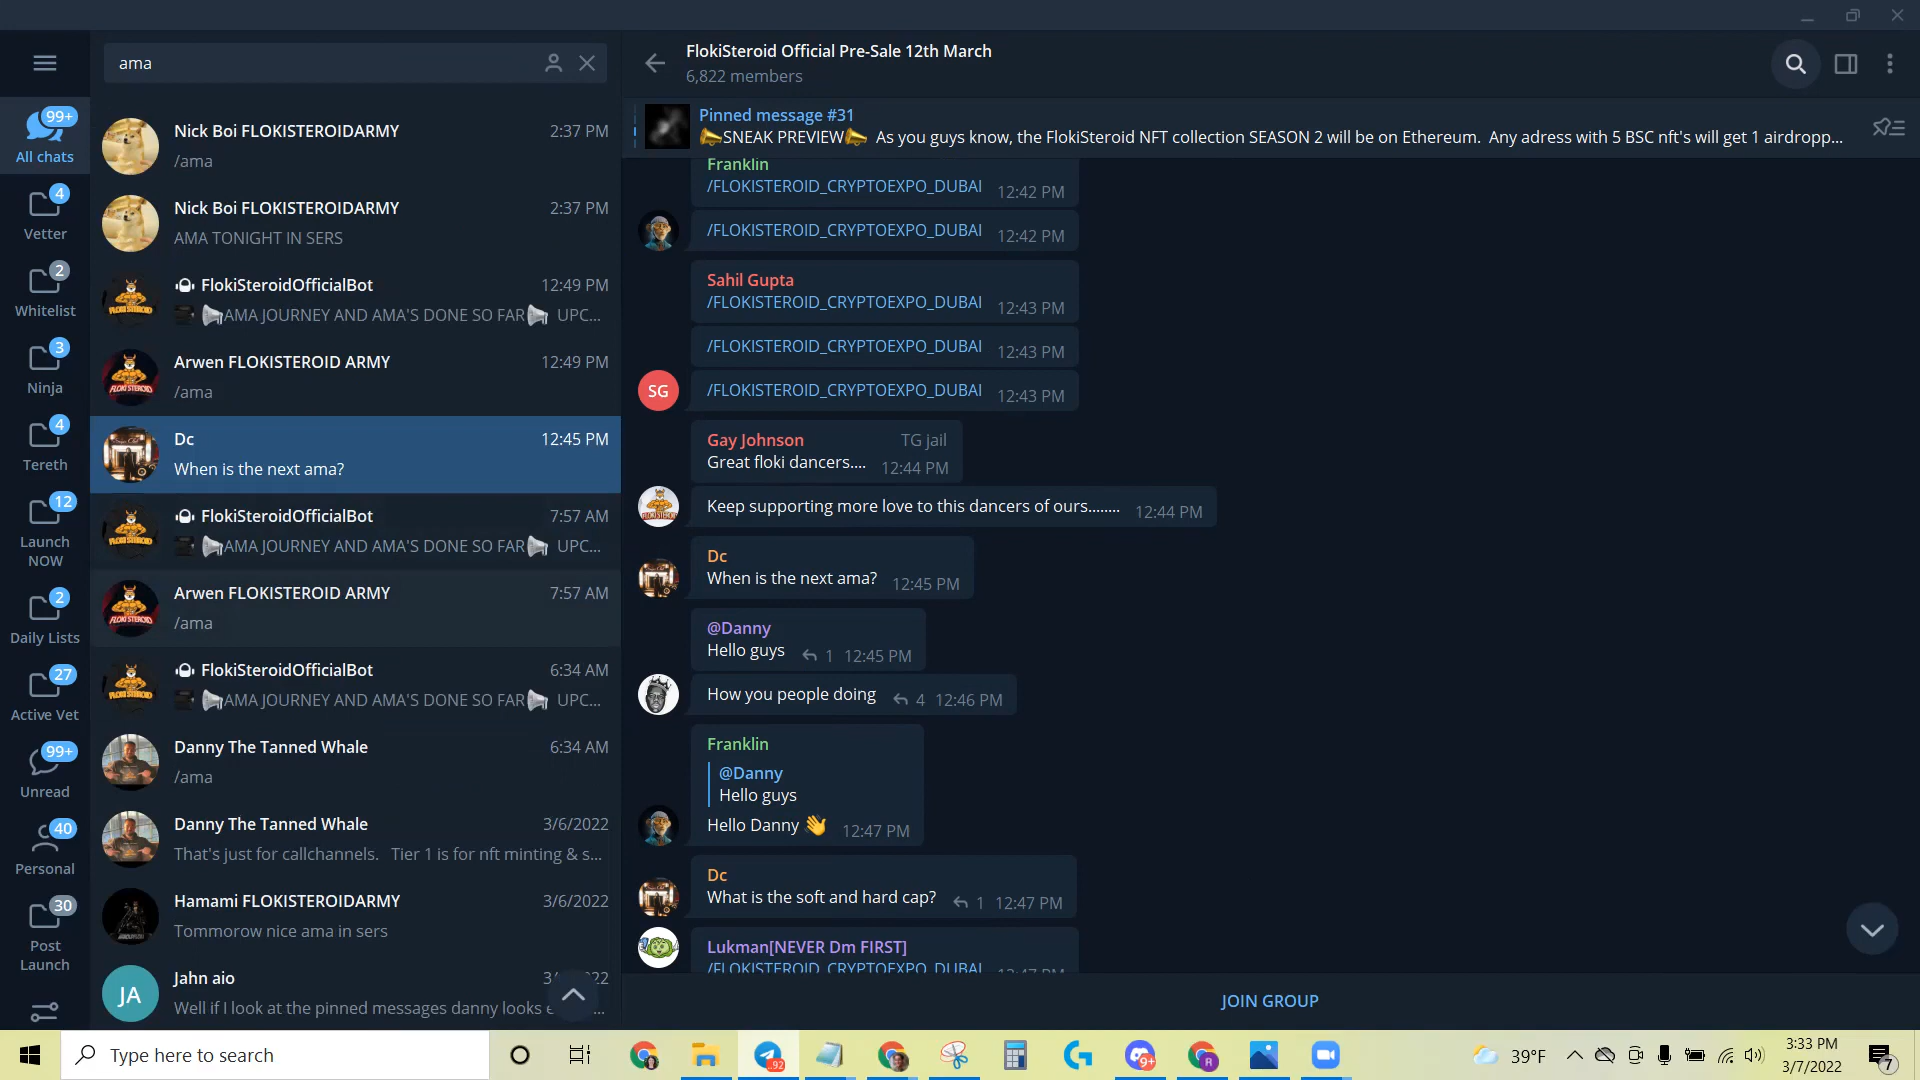 ama
99+
All chats
4
Vetter
2
Whitelist
3
Ninja
4
Tereth
12
Launch
NOW
2
Daily Lists
27
Active Vet
99+
Unread
40
Personal
30
Post
Launch
Nick Boi FLOKISTEROIDARMY 2:37 PM
/ama
Nick Boi FLOKISTEROIDARMY 2:37 PM
AMA TONIGHT IN SERS
FlokiSteroidOfficialBot 12:49 PM
AMA JOURNEY AND AMA'S DONE SO FAR UPC...
Arwen FLOKISTEROID ARMY 12:49 PM
/ama
Dc 12:45 PM
When is the next ama?
FlokiSteroidOfficialBot 7:57 AM
AMA JOURNEY AND AMA'S DONE SO FAR UPC...
Arwen FLOKISTEROID ARMY 7:57 AM
/ama
FlokiSteroidOfficialBot 6:34 AM
AMA JOURNEY AND AMA'S DONE SO FAR UPC...
Danny The Tanned Whale 6:34 AM
/ama
Danny The Tanned Whale 3/6/2022
That's just for callchannels. Tier 1 is for nft minting & s...
Hamami FLOKISTEROIDARMY 3/6/2022
Tommorow nice ama in sers
JA
Jahn aio
Well if I look at the pinned messages danny looks
FlokiSteroid Official Pre-Sale 12th March
6,822 members
Pinned message #31
📣SNEAK PREVIEW📣 As you guys know, the FlokiSteroid NFT collection SEASON 2 will be on Ethereum. Any adress with 5 BSC nft's will get 1 airdropp...
Franklin
/FLOKISTEROID_CRYPTOEXPO_DUBAI 12:42 PM
/FLOKISTEROID_CRYPTOEXPO_DUBAI 12:42 PM
Sahil Gupta
/FLOKISTEROID_CRYPTOEXPO_DUBAI 12:43 PM
/FLOKISTEROID_CRYPTOEXPO_DUBAI 12:43 PM
SG
/FLOKISTEROID_CRYPTOEXPO_DUBAI 12:43 PM
Gay Johnson TG jail
Great floki dancers.... 12:44 PM
Keep supporting more love to this dancers of ours........ 12:44 PM
Dc
When is the next ama? 12:45 PM
@Danny
Hello guys 1 12:45 PM
How you people doing 4 12:46 PM
Franklin
@Danny
Hello guys
Hello Danny 👋 12:47 PM
Dc
What is the soft and hard cap? 1 12:47 PM
Lukman[NEVER Dm FIRST]
/FLOKISTEROID_CRYPTOEXPO_DUBAI 12:47 PM
JOIN GROUP
Type here to search
..92
9+
R
39°F
3:33 PM
3/7/2022
7